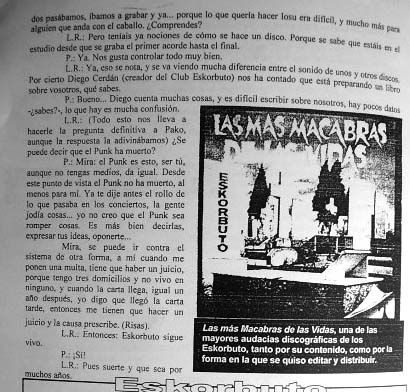 dos pasábamos, íbamos a grabar y ya... porque lo que quería hacer Iosu era difícil, y mucho más para
alguien que anda con el caballo. ¿Comprendes?
L.R.: Pero teníais ya nociones de cómo se hace un disco. Porque se sabe que estáis en el
estudio desde que se graba el primer acorde hasta el final.
P.: Ya. Nos gusta controlar todo muy bien.
L.R.: Ya, eso se nota, y se va viendo mucha diferencia entre el sonido de unos y otros discos.
Por cierto Diego Cerdán (creador del Club Eskorbuto) nos ha contado que está preparando un libro
sobre vosotros, qué sabes.
P.: Bueno... Diego cuenta muchas cosas, y es difícil escribir sobre nosotros, hay pocos datos
-¿sabes?-, lo que hay es mucha confusión.
L.R.: (Todo esto nos lleva a
hacerle la pregunta definitiva a Pako,
aunque la respuesta la adivinábamos) ¿Se
puede decir que el Punk ha muerto?
P.: Mira: el Punk es esto, ser tú,
aunque no tengas medios, da igual. Desde
este punto de vista el Punk no ha muerto, al
menos para mí. Ya te dije antes el rollo de
lo que pasaba en los conciertos, la gente
jodía cosas... yo no creo que el Punk sea
romper cosas. Es más bien decirlas,
expresar tus ideas, oponerte...
Mira, se puede ir contra el
sistema de otra forma, a mí cuando me
ponen una multa, tiene que haber un juicio,
porque tengo tres domicilios y no vivo en
ninguno, y cuando la carta llega, igual un
año después, yo digo que llegó la carta
tarde, entonces me tienen que hacer un
juicio y la causa prescribe. (Risas).
L.R.: Entonces: Eskorbuto sigue
vivo.
P.: ¡Sí!
L.R.: Pues suerte y que sea por
muchos años.
LAS MAS MACABRAS
DE LAS VIDAS
ESKORBUTO
Las más Macabras de las Vidas, una de las
mayores audacias discográficas de los
Eskorbuto, tanto por su contenido, como por la
forma en la que se quiso editar y distribuir.
Eskorbuto